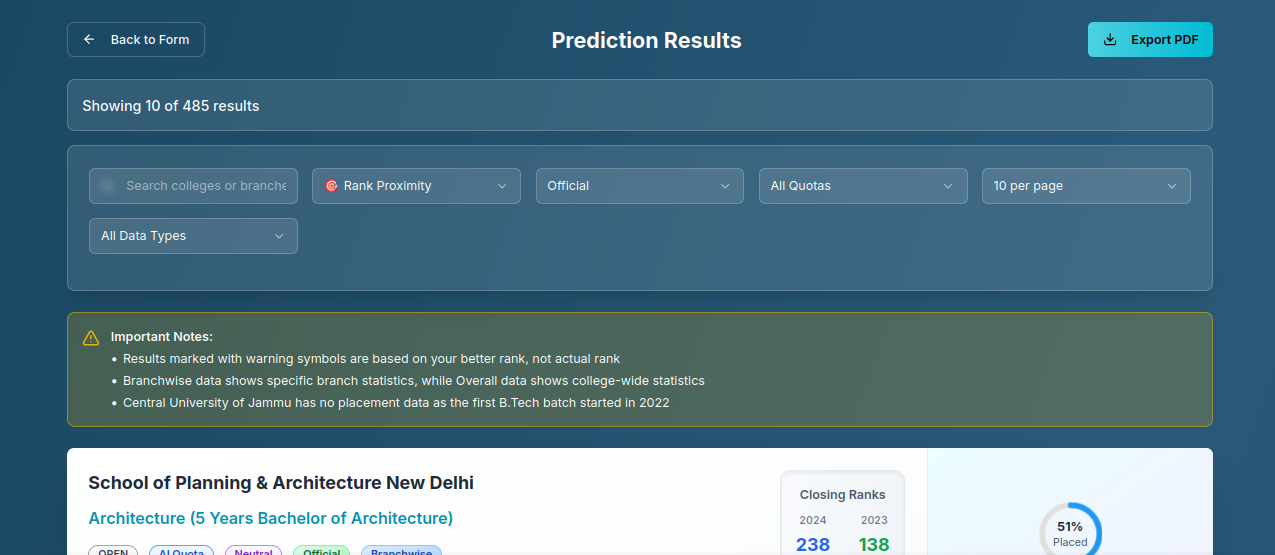 Back to Form
Prediction Results
Export PDF
Showing 10 of 485 results
Search colleges or branche
Rank Proximity
Official
All Quotas
10 per page
All Data Types
Important Notes:
• Results marked with warning symbols are based on your better rank, not actual rank
• Branchwise data shows specific branch statistics, while Overall data shows college-wide statistics
• Central University of Jammu has no placement data as the first B.Tech batch started in 2022
School of Planning & Architecture New Delhi
Architecture (5 Years Bachelor of Architecture)
OPEN
AI Quota
Neutral
Official
Branchwise
Closing Ranks
2024 2023
238 138
51%
Placed